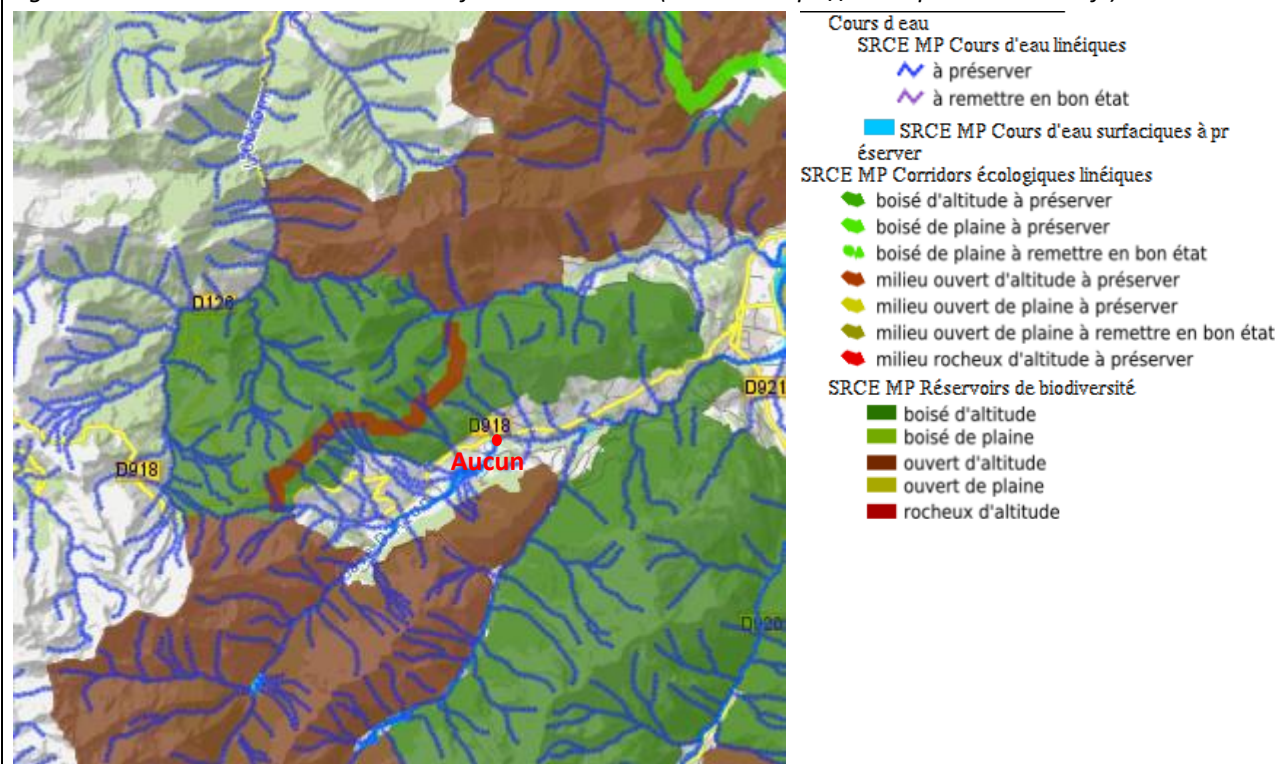 Cours d eau
SRCE MP Cours d'eau linéiques
à préserver
à remettre en bon état
SRCE MP Cours d'eau surfaciques à pr
éserver
SRCE MP Corridors écologiques linéiques
boisé d'altitude à préserver
boisé de plaine à préserver
boisé de plaine à remettre en bon état
milieu ouvert d'altitude à préserver
milieu ouvert de plaine à préserver
milieu ouvert de plaine à remettre en bon état
milieu rocheux d'altitude à préserver
SRCE MP Réservoirs de biodiversité
boisé d'altitude
boisé de plaine
ouvert d'altitude
ouvert de plaine
rocheux d'altitude
D126
D921
D918
Aucun
D918
D920